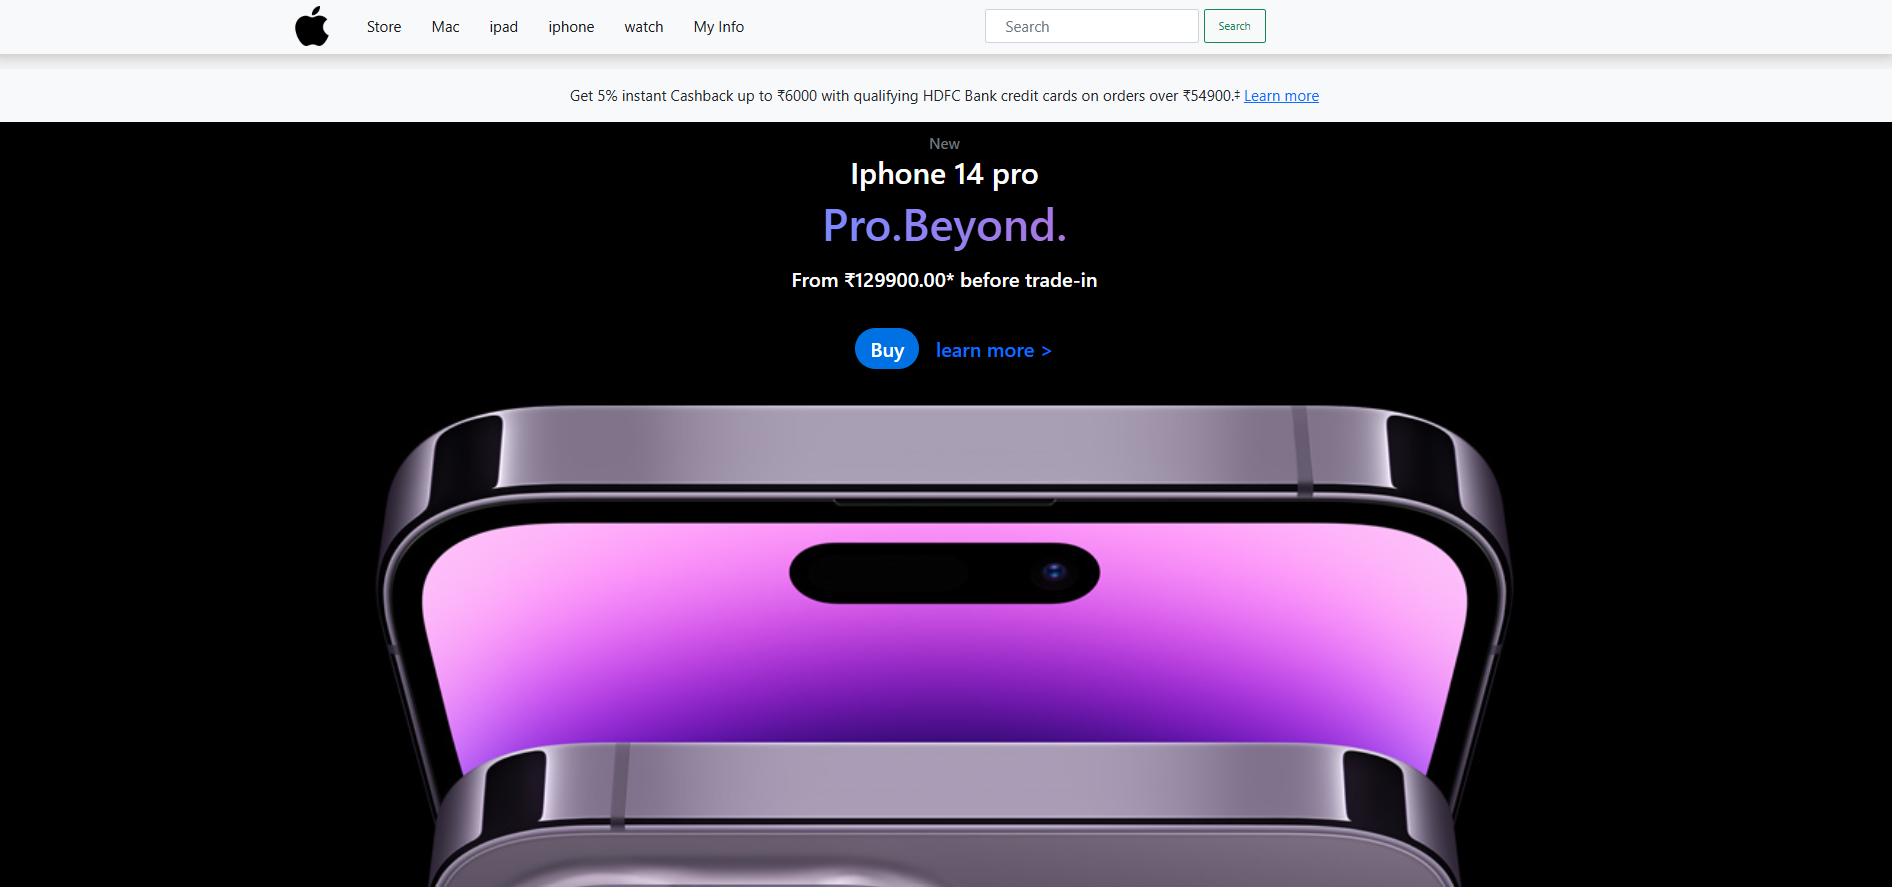 Store Mac ipad iphone watch My Info Search Search
Get 5% instant Cashback up to ₹6000 with qualifying HDFC Bank credit cards on orders over ₹54900.‡ Learn more
New
Iphone 14 pro
Pro.Beyond.
From ₹129900.00* before trade-in
Buy learn more >